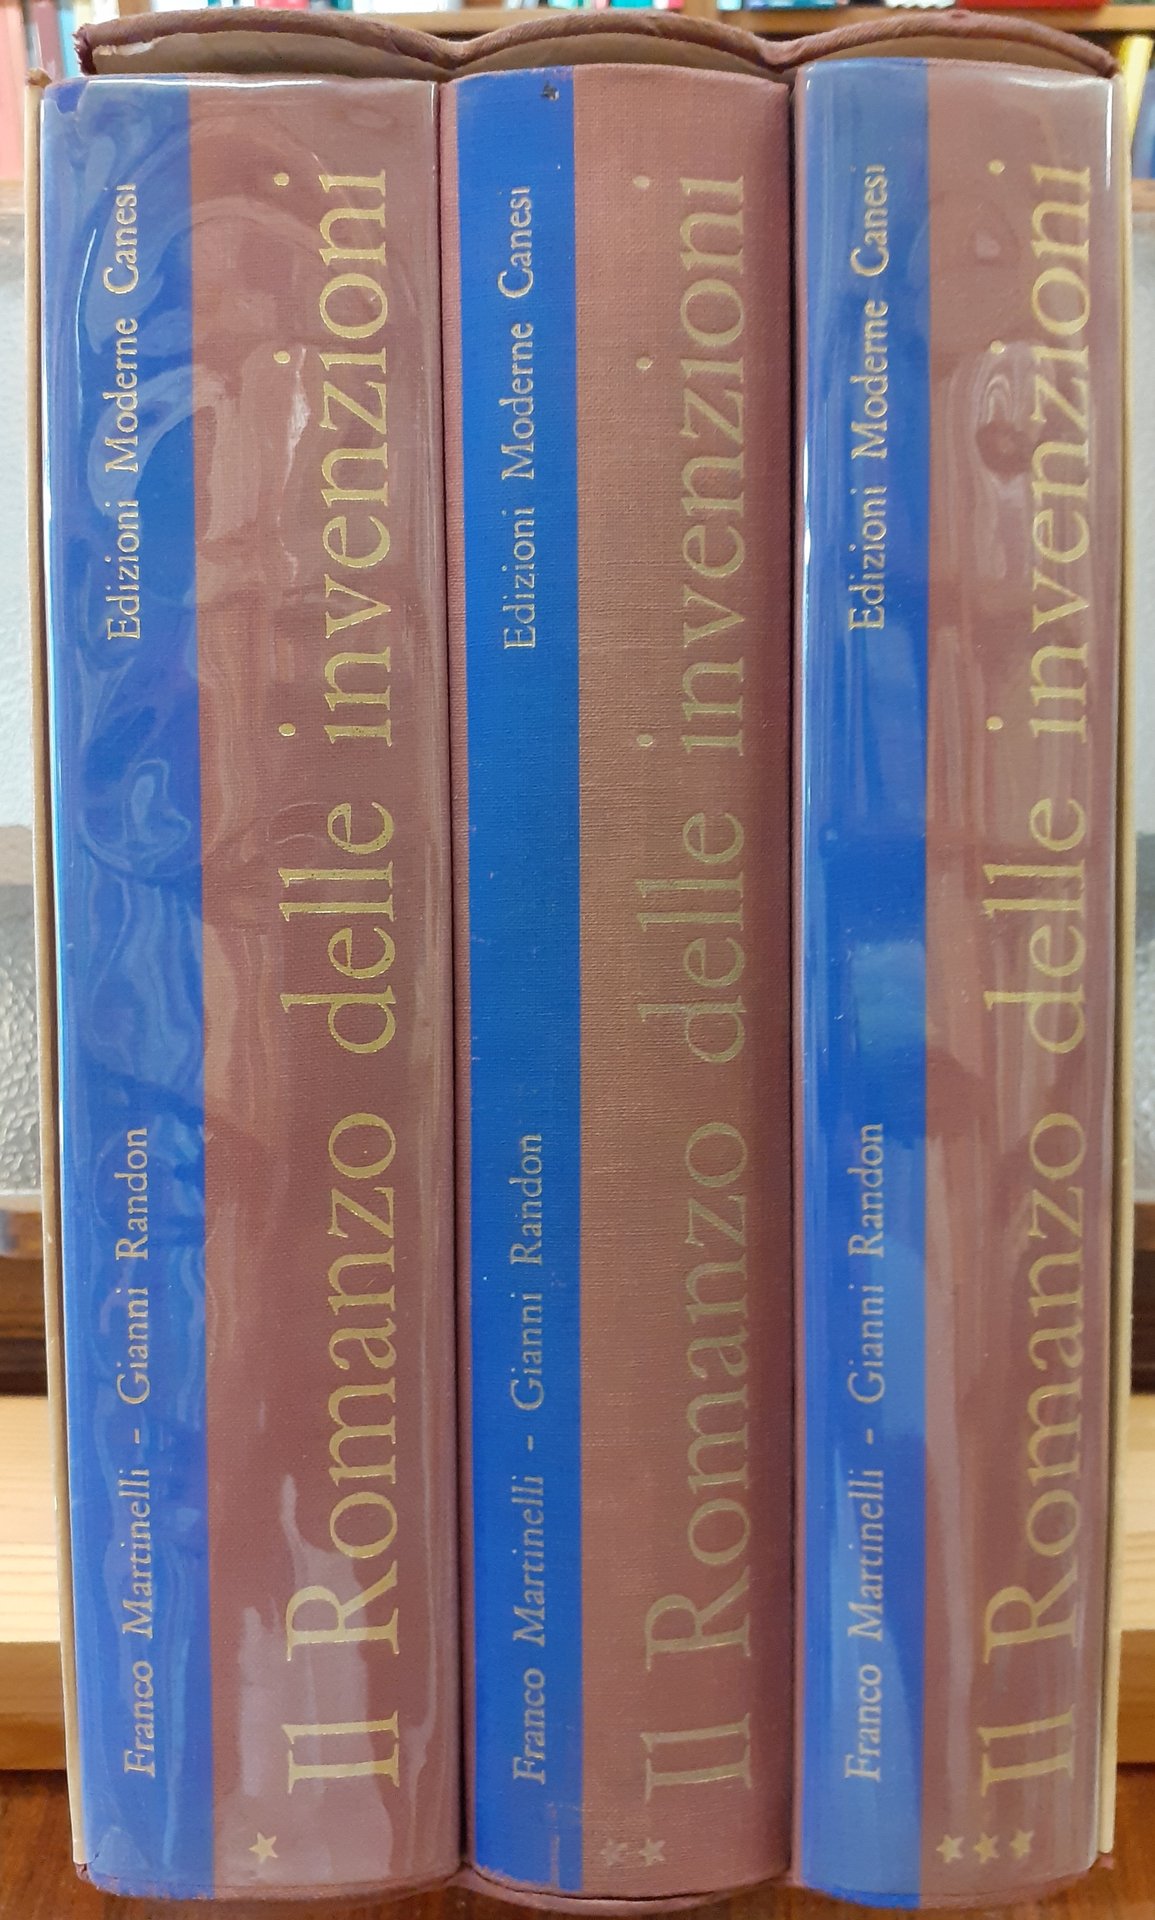 Franco Martinelli - Gianni Randon Edizioni Moderne Canesi
Il Romanzo delle invenzioni
Franco Martinelli - Gianni Randon Edizioni Moderne Canesi
Il Romanzo delle invenzioni
Franco Martinelli - Gianni Randon Edizioni Moderne Canesi
Il Romanzo delle invenzioni